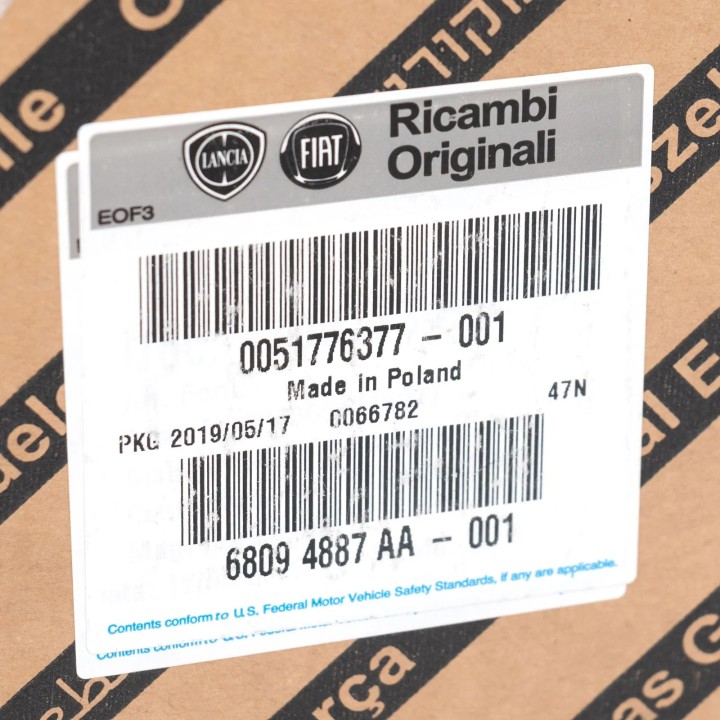 LANCIA
FIAT
Ricambi
Originali
EOF3
0051776377 - 001
Made in Poland
47N
PKG 2019/05/17 0066782
6809 4887 AA - 001
Contents conform to U.S. Federal Motor Vehicle Safety Standards, if any are applicable.